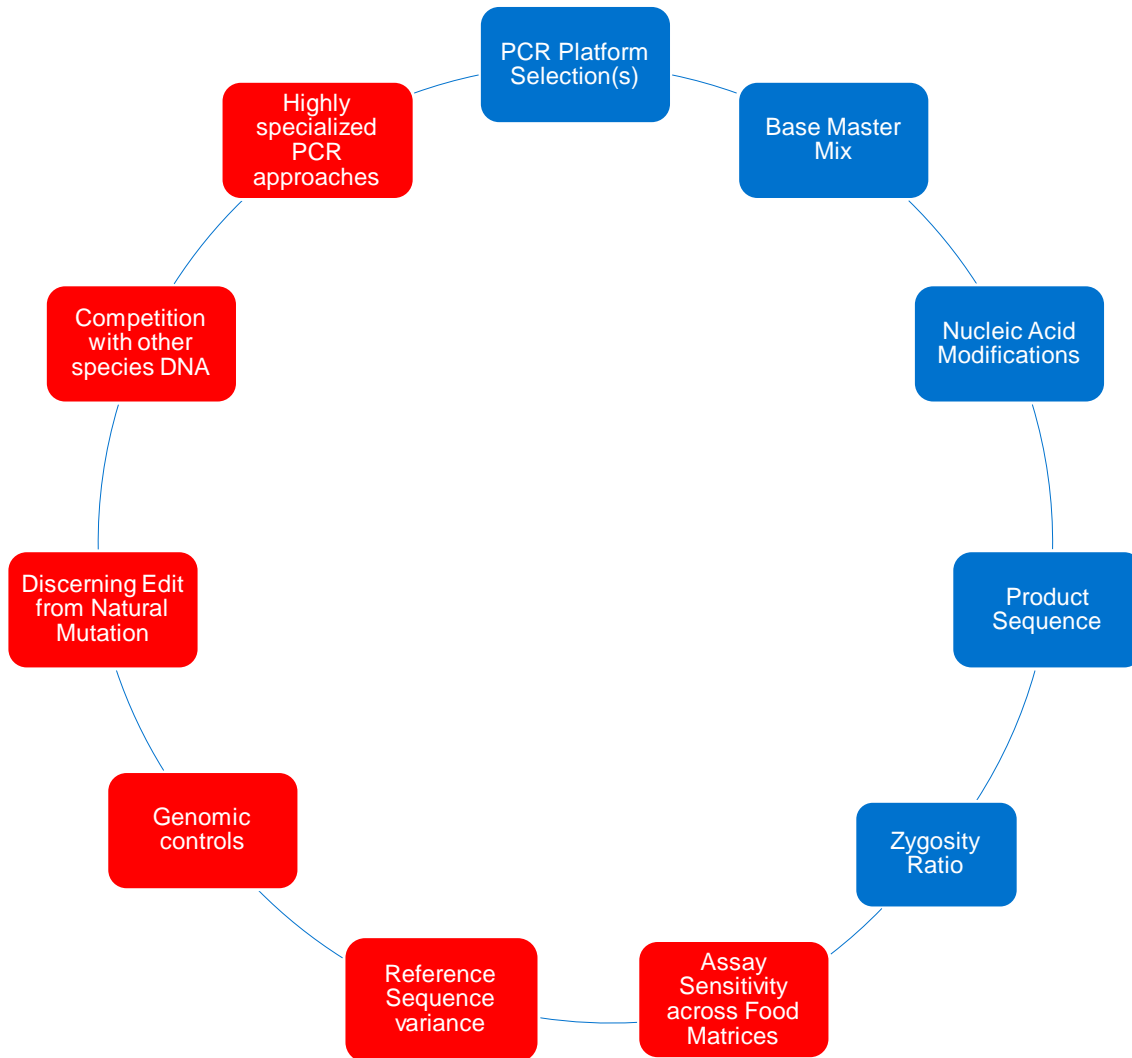 PCR Platform
Selection(s)
Base Master
Mix
Nucleic Acid
Modifications
Product
Sequence
Zygosity
Ratio
Assay
Sensitivity
across Food
Matrices
Reference
Sequence
variance
Genomic
controls
Discerning Edit
from Natural
Mutation
Competition
with other
species DNA
Highly
specialized
PCR
approaches